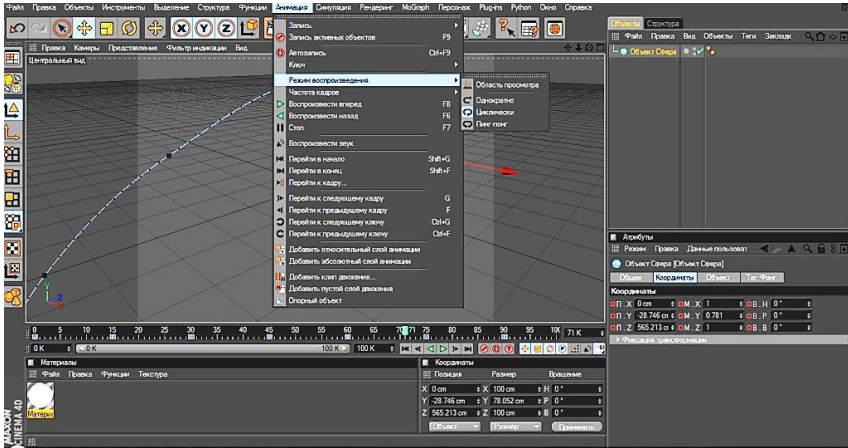 Файл Правка Объекты Инструменты Выделение Структура Функции Анимация Симуляция Рендеринг MoGraph Персонаж Plug-ins Python Окно Справка
Правка Камеры Представление Фильтр индикации Вид
Центральный вид
Запись
Запись активных объектов F9
Автозапись Ctrl+F9
Ключ
Режим воспроизведения
Частота кадров
Воспроизвести вперед F8
Воспроизвести назад F6
Стоп F7
Воспроизвести звук
Перейти в начало Shift+G
Перейти в конец Shift+F
Перейти к кадру...
Перейти к следующему кадру G
Перейти к предыдущему кадру F
Перейти к следующему ключу Ctrl+G
Перейти к предыдущему ключу Ctrl+F
Добавить относительный слой анимации
Добавить абсолютный слой анимации
Добавить клип движения...
Добавить пустой слой движения
Опорный объект
Область просмотра
Однократно
Циклически
Пинг-понг
Объекты Структура
Файл Правка Вид Объекты Теги Закладк
Объект Сфера
Атрибуты
Режим Правка Данные пользоват
Объект Сфера [Объект Сфера]
Общие Координаты Объект Тег Фонг
Координаты
П . X 0 cm М . X 1 В . H 0 °
П . Y -28.746 cm М . Y 0.781 В . P 0 °
П . Z 565.213 cm М . Z 1 В . B 0 °
Фиксация трансформации
0 5 10 15 20 25 30 35 40 45 50 55 60 65 71 75 80 85 90 95 100 71 K
0 K 0 K 100 K 100 K
Материалы
Файл Правка Функции Текстура
Материа
Координаты
Позиция Размер Вращение
X 0 cm X 100 cm H 0 °
Y -28.746 cm Y 78.052 cm P 0 °
Z 565.213 cm Z 100 cm B 0 °
Объект Размер Применить
MAXON
CINEMA 4D